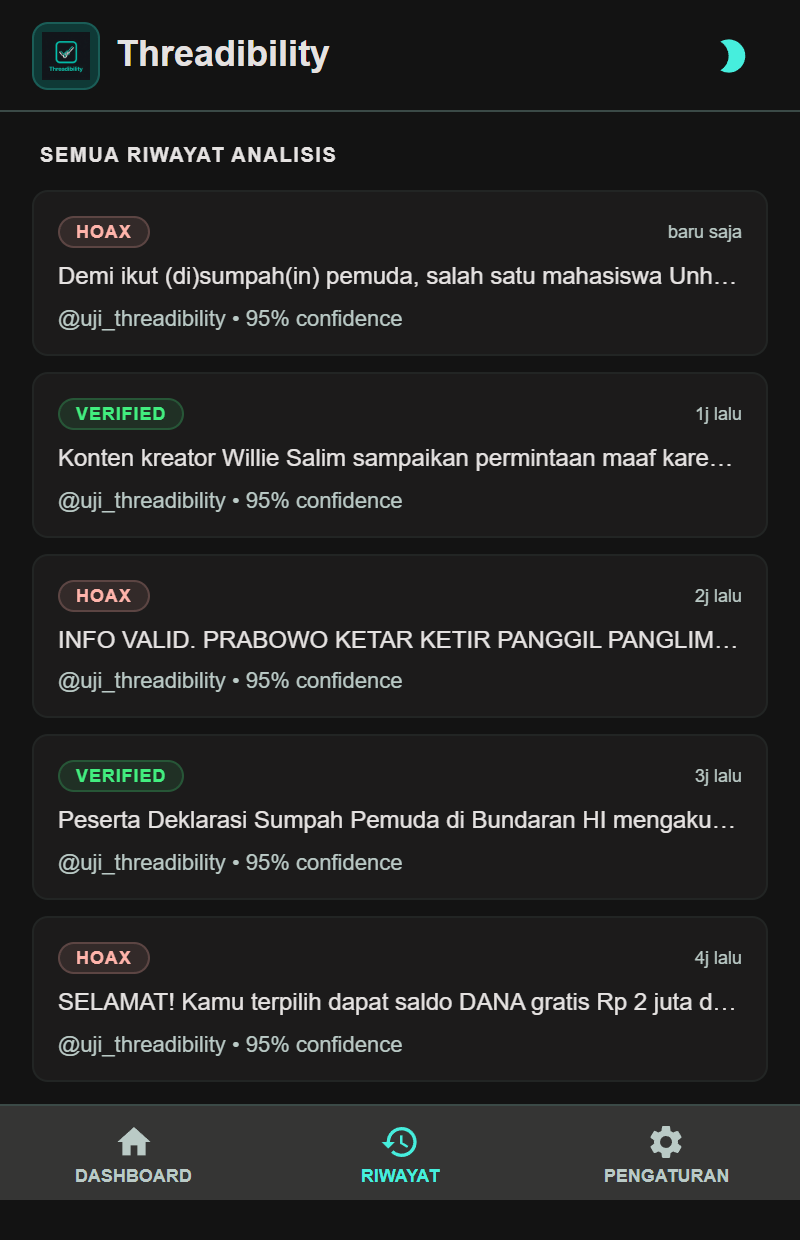 Threadibility
Threadibility
SEMUA RIWAYAT ANALISIS
HOAX
baru saja
Demi ikut (di)sumpah(in) pemuda, salah satu mahasiswa Unh...
@uji_threadibility • 95% confidence
VERIFIED
1j lalu
Konten kreator Willie Salim sampaikan permintaan maaf kare...
@uji_threadibility • 95% confidence
HOAX
2j lalu
INFO VALID. PRABOWO KETAR KETIR PANGGIL PANGLIM...
@uji_threadibility • 95% confidence
VERIFIED
3j lalu
Peserta Deklarasi Sumpah Pemuda di Bundaran HI mengaku...
@uji_threadibility • 95% confidence
HOAX
4j lalu
SELAMAT! Kamu terpilih dapat saldo DANA gratis Rp 2 juta d...
@uji_threadibility • 95% confidence
DASHBOARD
RIWAYAT
PENGATURAN